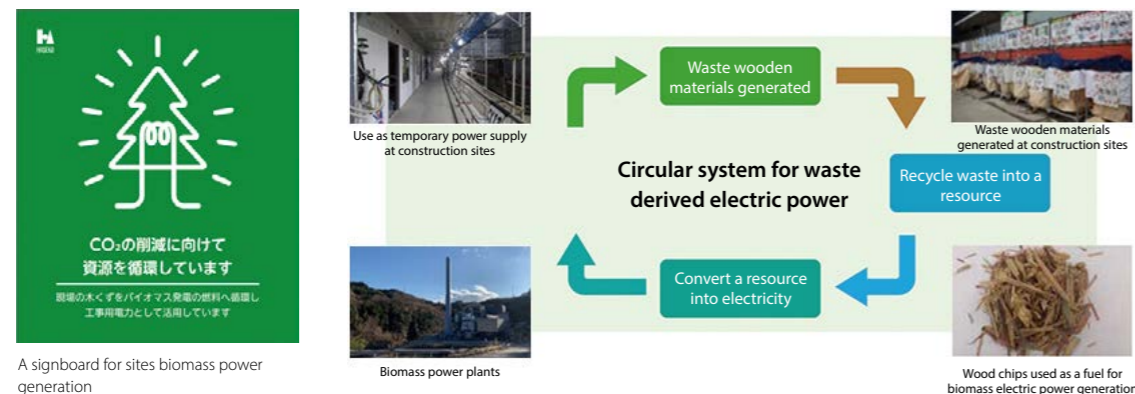 CO₂の削減に向けて
資源を循環しています
現場の木くずをバイオマス発電の燃料へ循環し
工事用電力として活用しています
A signboard for sites biomass power
generation
Use as temporary power supply
at construction sites
Waste wooden
materials generated
Waste wooden materials
generated at construction sites
Circular system for waste
derived electric power
Recycle waste into a
resource
Convert a resource
into electricity
Biomass power plants
Wood chips used as a fuel for
biomass electric power generation